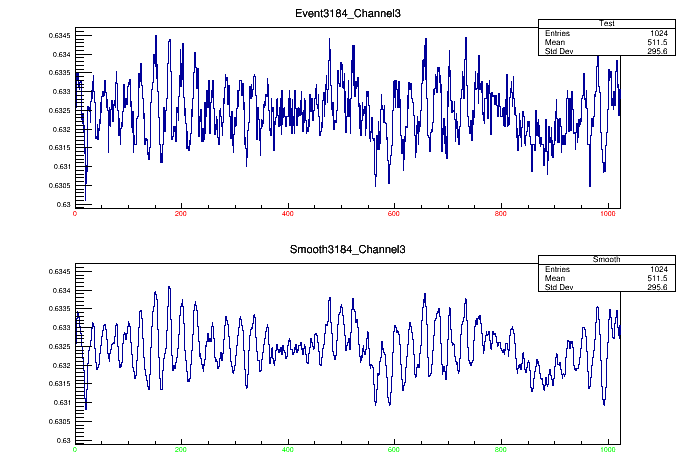 Event3184_Channel3
Test
Entries 1024
Mean 511.5
Std Dev 295.6
0.6345
0.634
0.6335
0.633
0.6325
0.632
0.6315
0.631
0.6305
0.63
0 200 400 600 800 1000
Smooth3184_Channel3
Smooth
Entries 1024
Mean 511.5
Std Dev 295.6
0.6345
0.634
0.6335
0.633
0.6325
0.632
0.6315
0.631
0.6305
0.63
0 200 400 600 800 1000